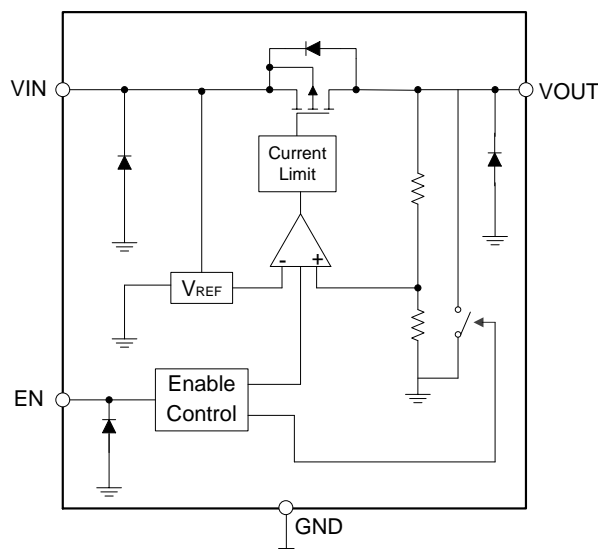 VIN
VOUT
Current
Limit
- +
VREF
EN
Enable
Control
GND